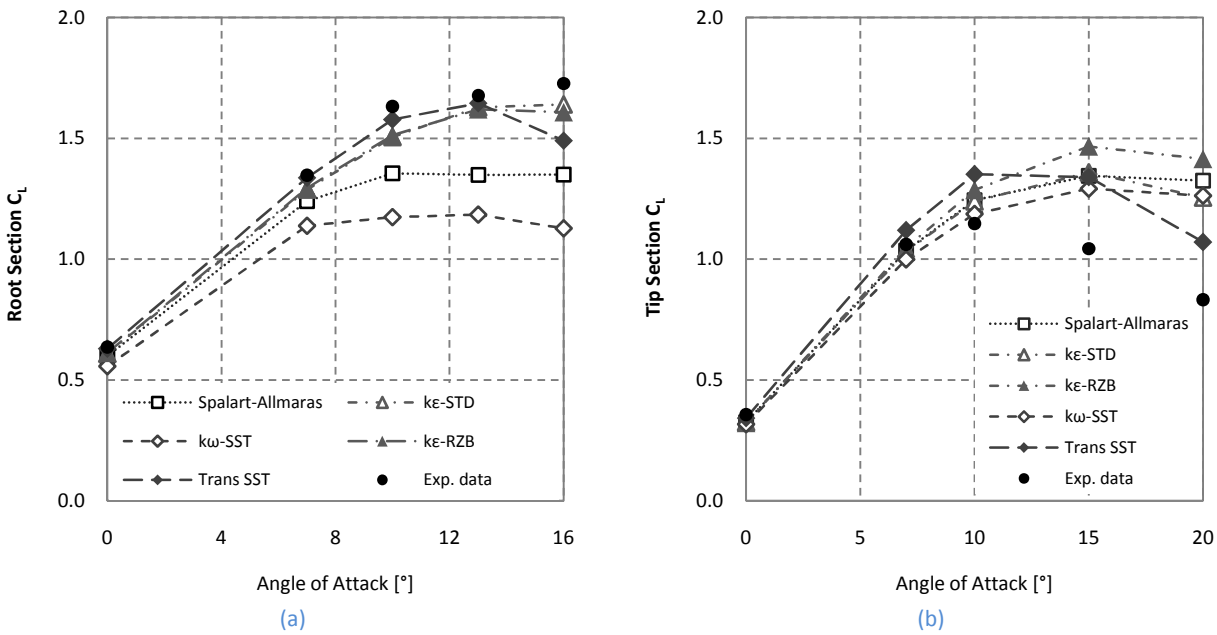 2.0
1.5
1.0
0.5
0.0
Root Section CL
Spalart-Allmaras
kε-STD
kω-SST
kε-RZB
Trans SST
Exp. data
0 4 8 12 16
Angle of Attack [°]
(a)
2.0
1.5
1.0
0.5
0.0
Tip Section CL
Spalart-Allmaras
kε-STD
kε-RZB
kω-SST
Trans SST
Exp. data
0 5 10 15 20
Angle of Attack [°]
(b)